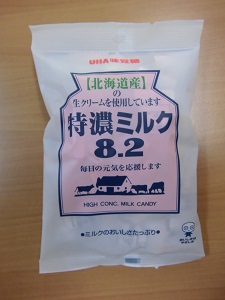 UHA味覚糖
【北海道産】
の
生クリームを使用しています
特濃ミルク
8.2
毎日の元気を応援します
HIGH CONC. MILK CANDY
●ミルクのおいしさたっぷり●